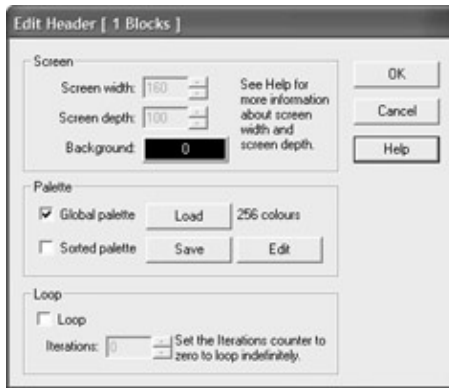 Edit Header [ 1 Blocks ]
Screen
Screen width: 160
Screen depth: 100
Background: 0
See Help for
more information
about screen
width and
screen depth.
OK
Cancel
Help
Palette
Global palette Load 256 colours
Sorted palette Save Edit
Loop
Loop
Iterations: 0
Set the Iterations counter to
zero to loop indefinitely.